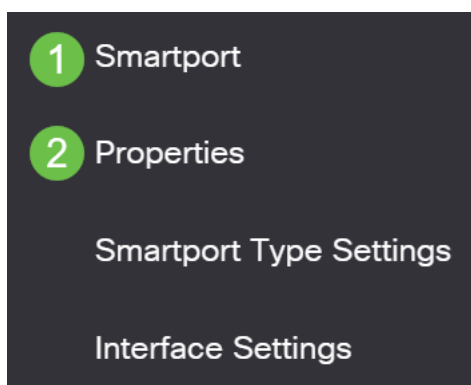 1 Smartport
2 Properties
Smartport Type Settings
Interface Settings